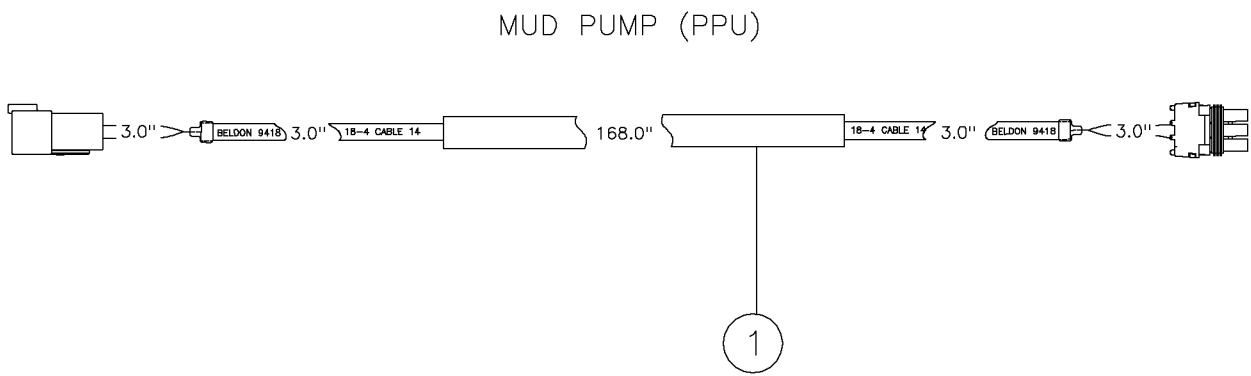 MUD PUMP (PPU)
3.0" BELDON 9418 3.0" 18-4 CABLE 14 168.0" 18-4 CABLE 14 3.0" BELDON 9418 3.0"
1